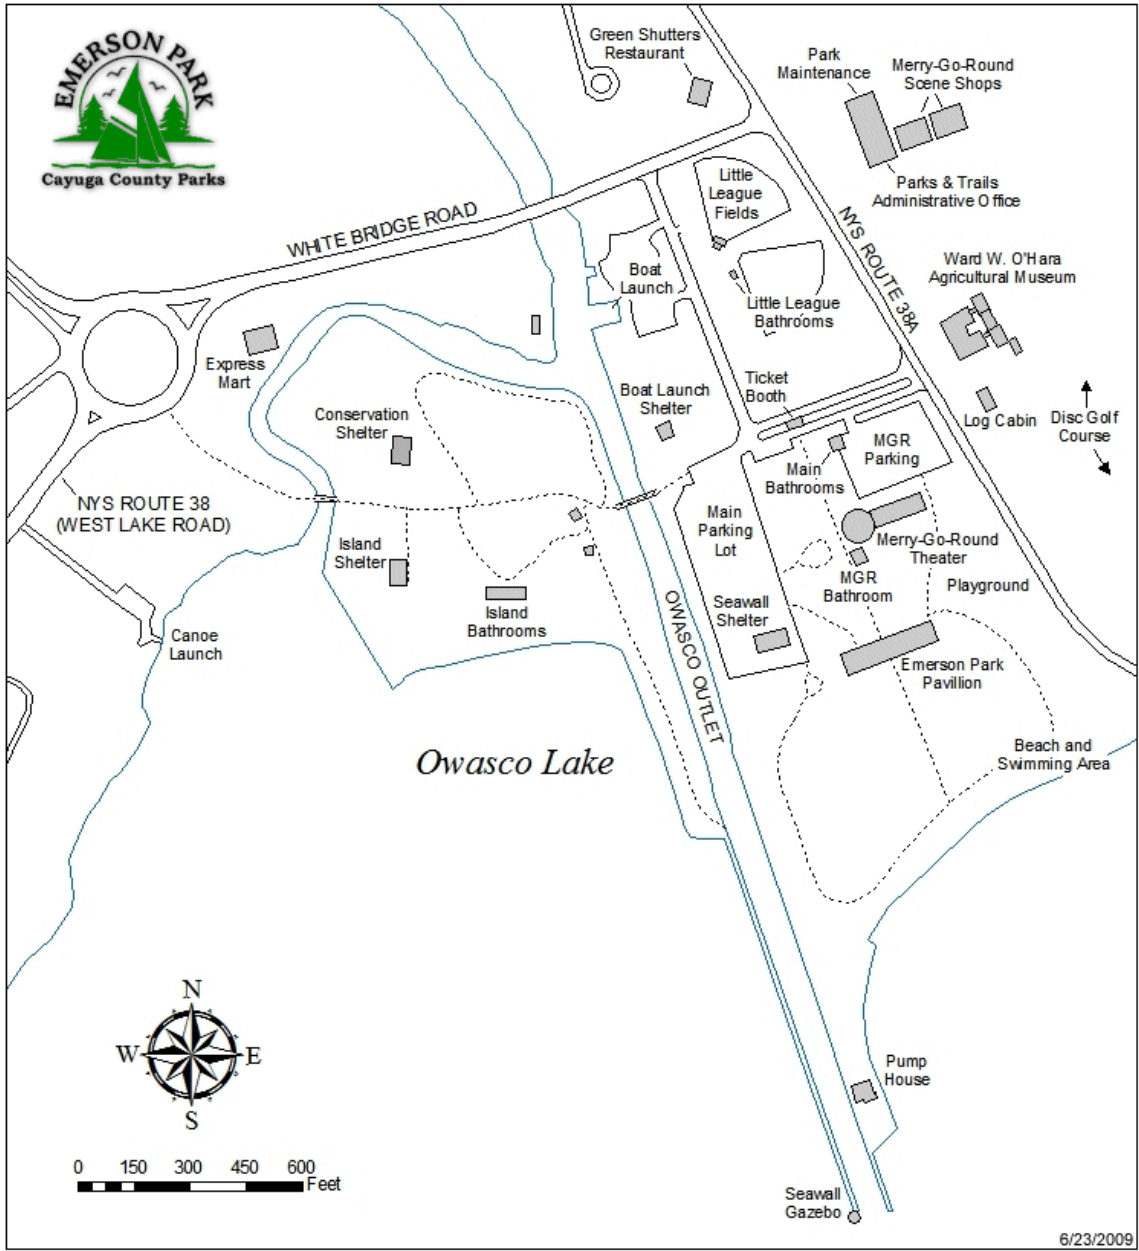 EMERSON PARK
Cayuga County Parks
Green Shutters
Restaurant
Park
Maintenance
Merry-Go-Round
Scene Shops
Parks & Trails
Administrative Office
Little
League
Fields
WHITE BRIDGE ROAD
NYS ROUTE 38A
Ward W. O'Hara
Agricultural Museum
Boat
Launch
Little League
Bathrooms
Express
Mart
Conservation
Shelter
Boat Launch
Shelter
Ticket
Booth
Log Cabin
Disc Golf
Course
MGR
Parking
Main
Bathrooms
NYS ROUTE 38
(WEST LAKE ROAD)
Main
Parking
Lot
Island
Shelter
Merry-Go-Round
Theater
MGR
Bathroom
Playground
Island
Bathrooms
Seawall
Shelter
OWASCO OUTLET
Canoe
Launch
Emerson Park
Pavilion
Owasco Lake
Beach and
Swimming Area
N
W
E
S
Pump
House
0 150 300 450 600
Feet
Seawall
Gazebo
6/23/2009